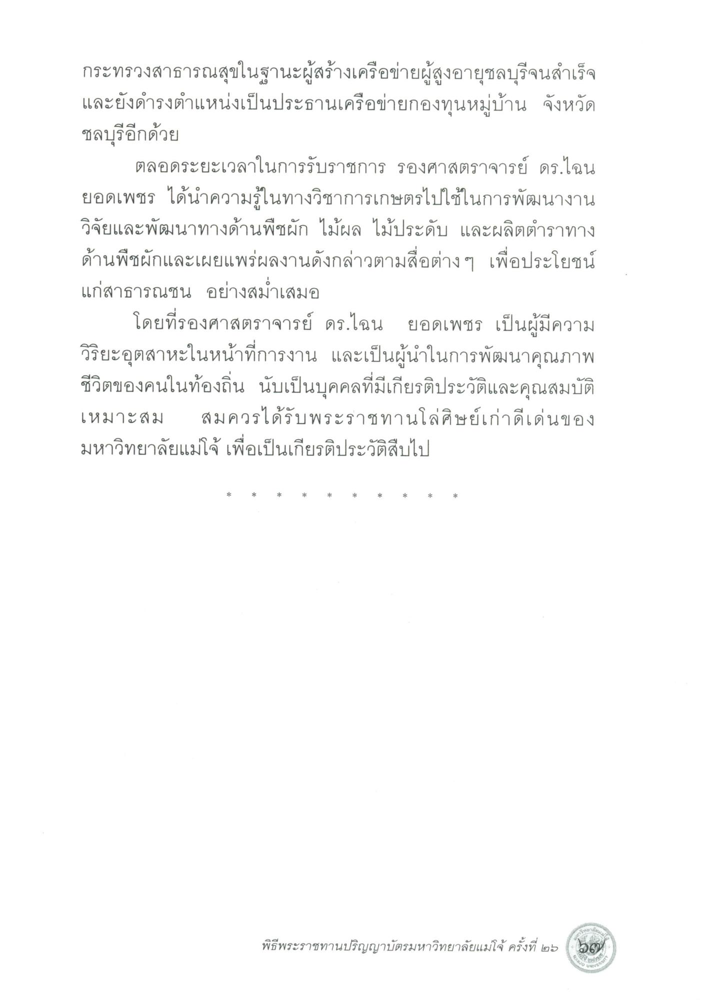 กระทรวงสาธารณสุขในฐานะผู้สร้างเครือข่ายผู้สูงอายุชลบุรีจนสำเร็จ
และยังดำรงตำแหน่งเป็นประธานเครือข่ายกองทุนหมู่บ้าน จังหวัด
ชลบุรีอีกด้วย
ตลอดระยะเวลาในการรับราชการ รองศาสตราจารย์ ดร.ไฉน
ยอดเพชร ได้นำความรู้ในทางวิชาการเกษตรไปใช้ในการพัฒนางาน
วิจัยและพัฒนาทางด้านพืชผัก ไม้ผล ไม้ประดับ และผลิตตำราทาง
ด้านพืชผักและเผยแพร่ผลงานดังกล่าวตามสื่อต่างๆ เพื่อประโยชน์
แก่สาธารณชน อย่างสม่ำเสมอ
โดยที่รองศาสตราจารย์ ดร.ไฉน ยอดเพชร เป็นผู้มีความ
วิริยะอุตสาหะในหน้าที่การงาน และเป็นผู้นำในการพัฒนาคุณภาพ
ชีวิตของคนในท้องถิ่น นับเป็นบุคคลที่มีเกียรติประวัติและคุณสมบัติ
เหมาะสม สมควรได้รับพระราชทานโล่ศิษย์เก่าดีเด่นของ
มหาวิทยาลัยแม่โจ้ เพื่อเป็นเกียรติประวัติสืบไป
* * * * * * * * * *
พิธีพระราชทานปริญญาบัตรมหาวิทยาลัยแม่โจ้ ครั้งที่ ๒๖
มหาวิทยาลัยแม่โจ้
๖๗
MAEJO UNIVERSITY